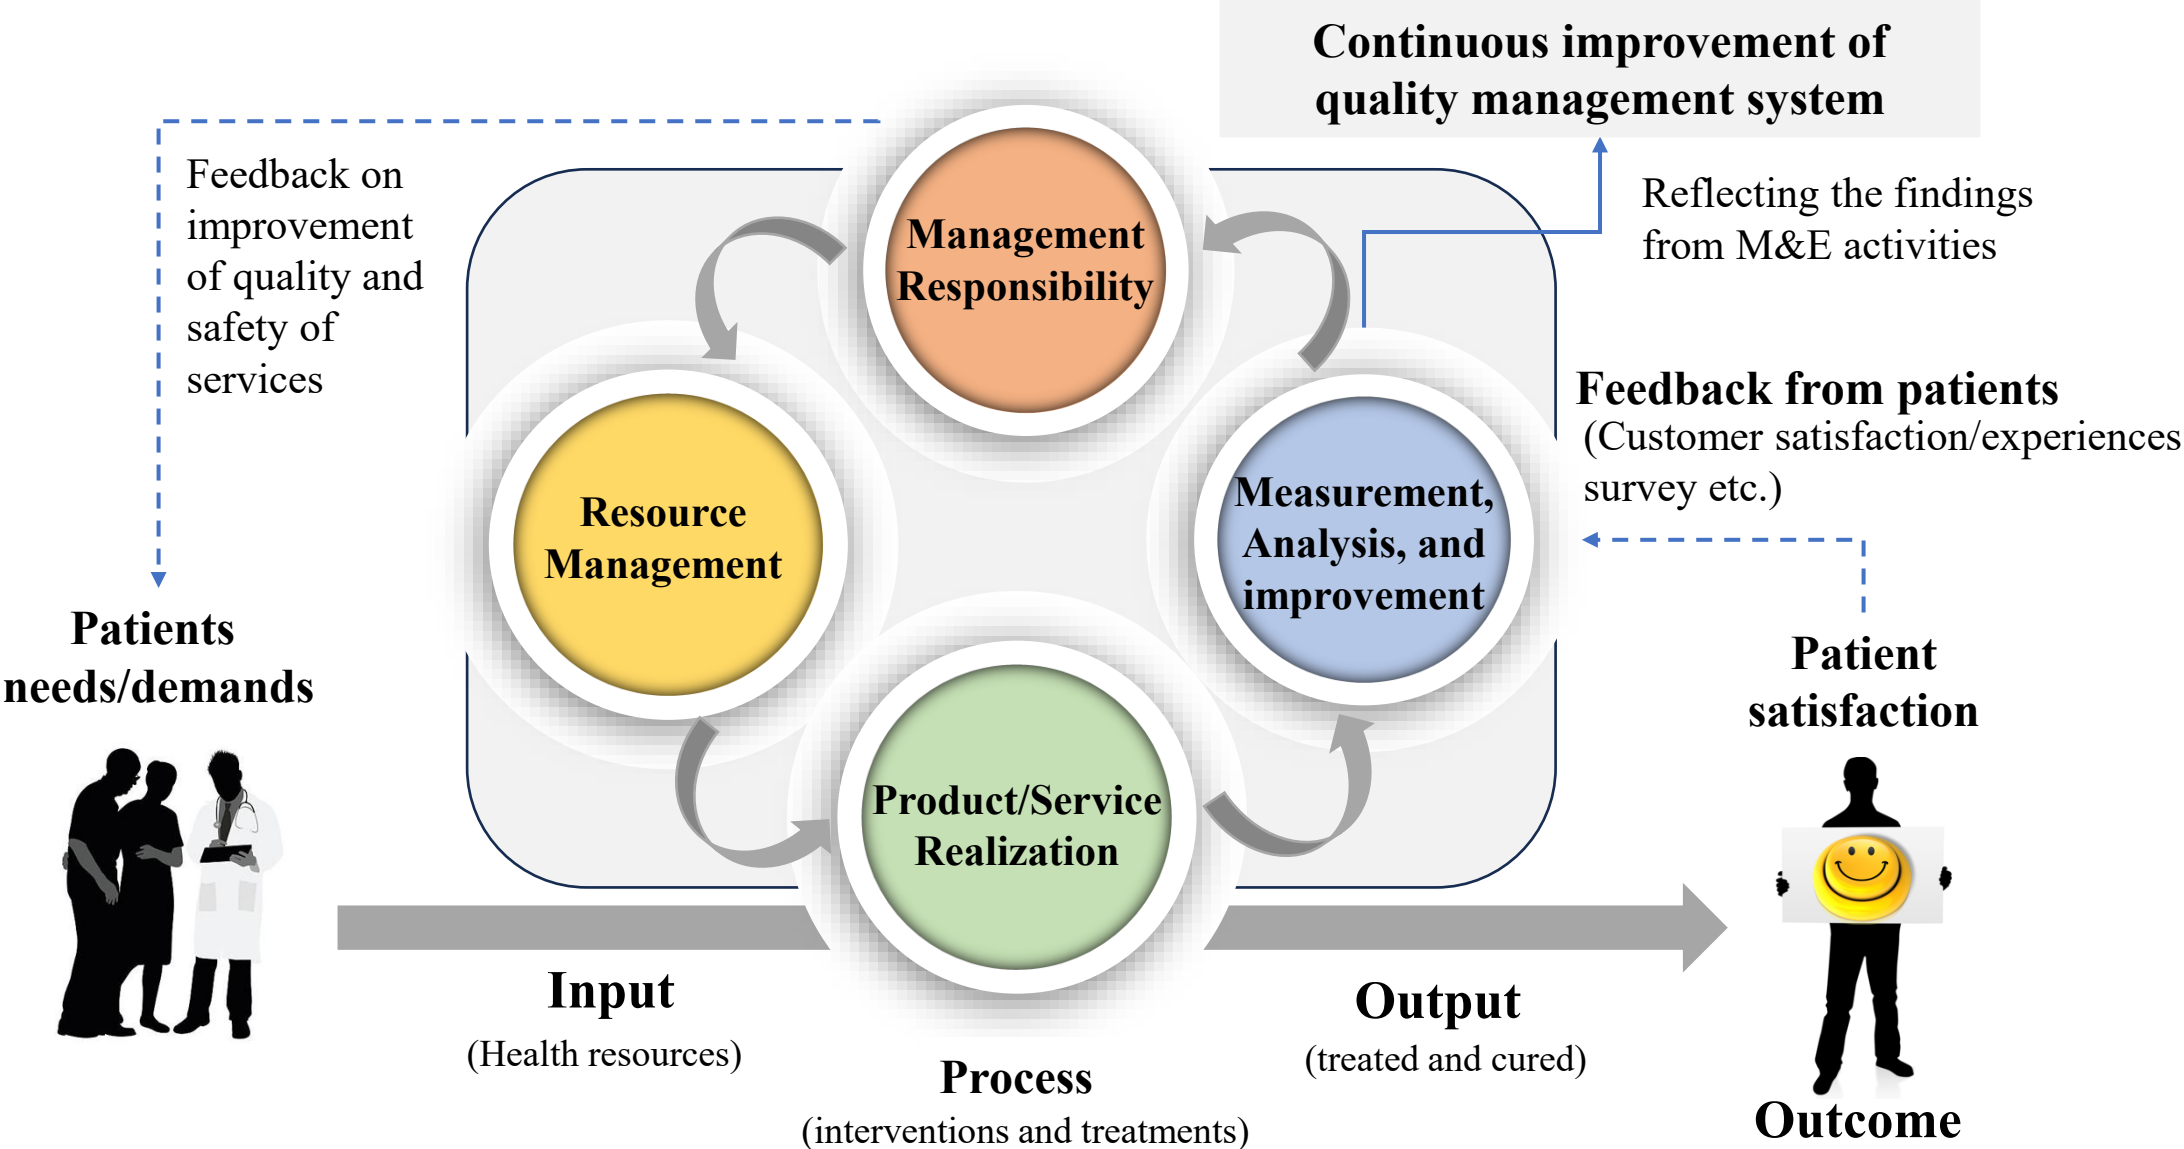 Continuous improvement of
quality management system
Feedback on
improvement
of quality and
safety of
services
Reflecting the findings
from M&E activities
Management
Responsibility
Feedback from patients
(Customer satisfaction/experiences
survey etc.)
Resource
Management
Measurement,
Analysis, and
improvement
Patients
needs/demands
Patient
satisfaction
Product/Service
Realization
Input
(Health resources)
Process
(interventions and treatments)
Output
(treated and cured)
Outcome